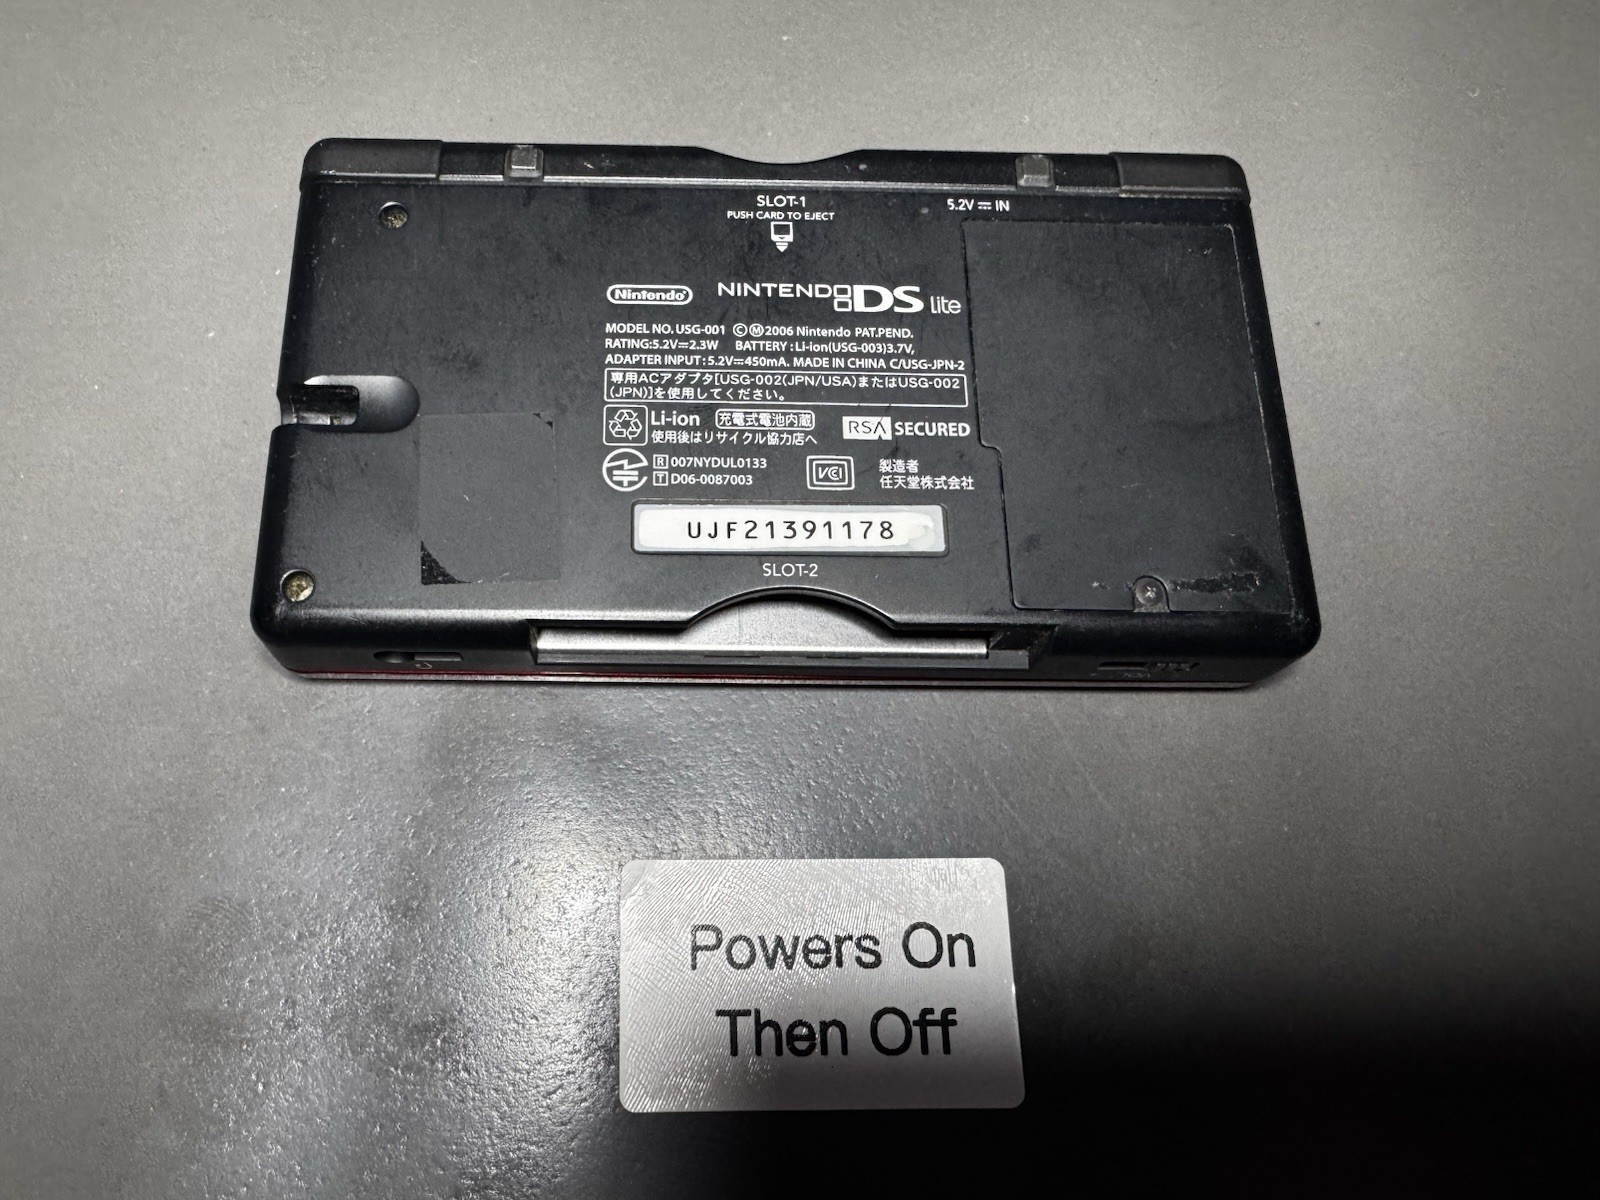 SLOT-1
PUSH CARD TO EJECT
5.2V⎓IN
Nintendo
NINTENDO DS Lite
MODEL NO. USG-001 ©Ⓜ2006 Nintendo PAT.PEND.
RATING:5.2V⎓2.3W BATTERY : Li-ion(USG-003)3.7V,
ADAPTER INPUT : 5.2V⎓450mA. MADE IN CHINA C/USG-JPN-2
専用ACアダプタ[USG-002(JPN/USA)またはUSG-002
(JPN)]を使用してください。
Li-ion 充電式電池内蔵
使用後はリサイクル協力店へ
RSA SECURED
R 007NYDUL0133
T D06-0087003
VCI
製造者
任天堂株式会社
UJF21391178
SLOT-2
Powers On
Then Off